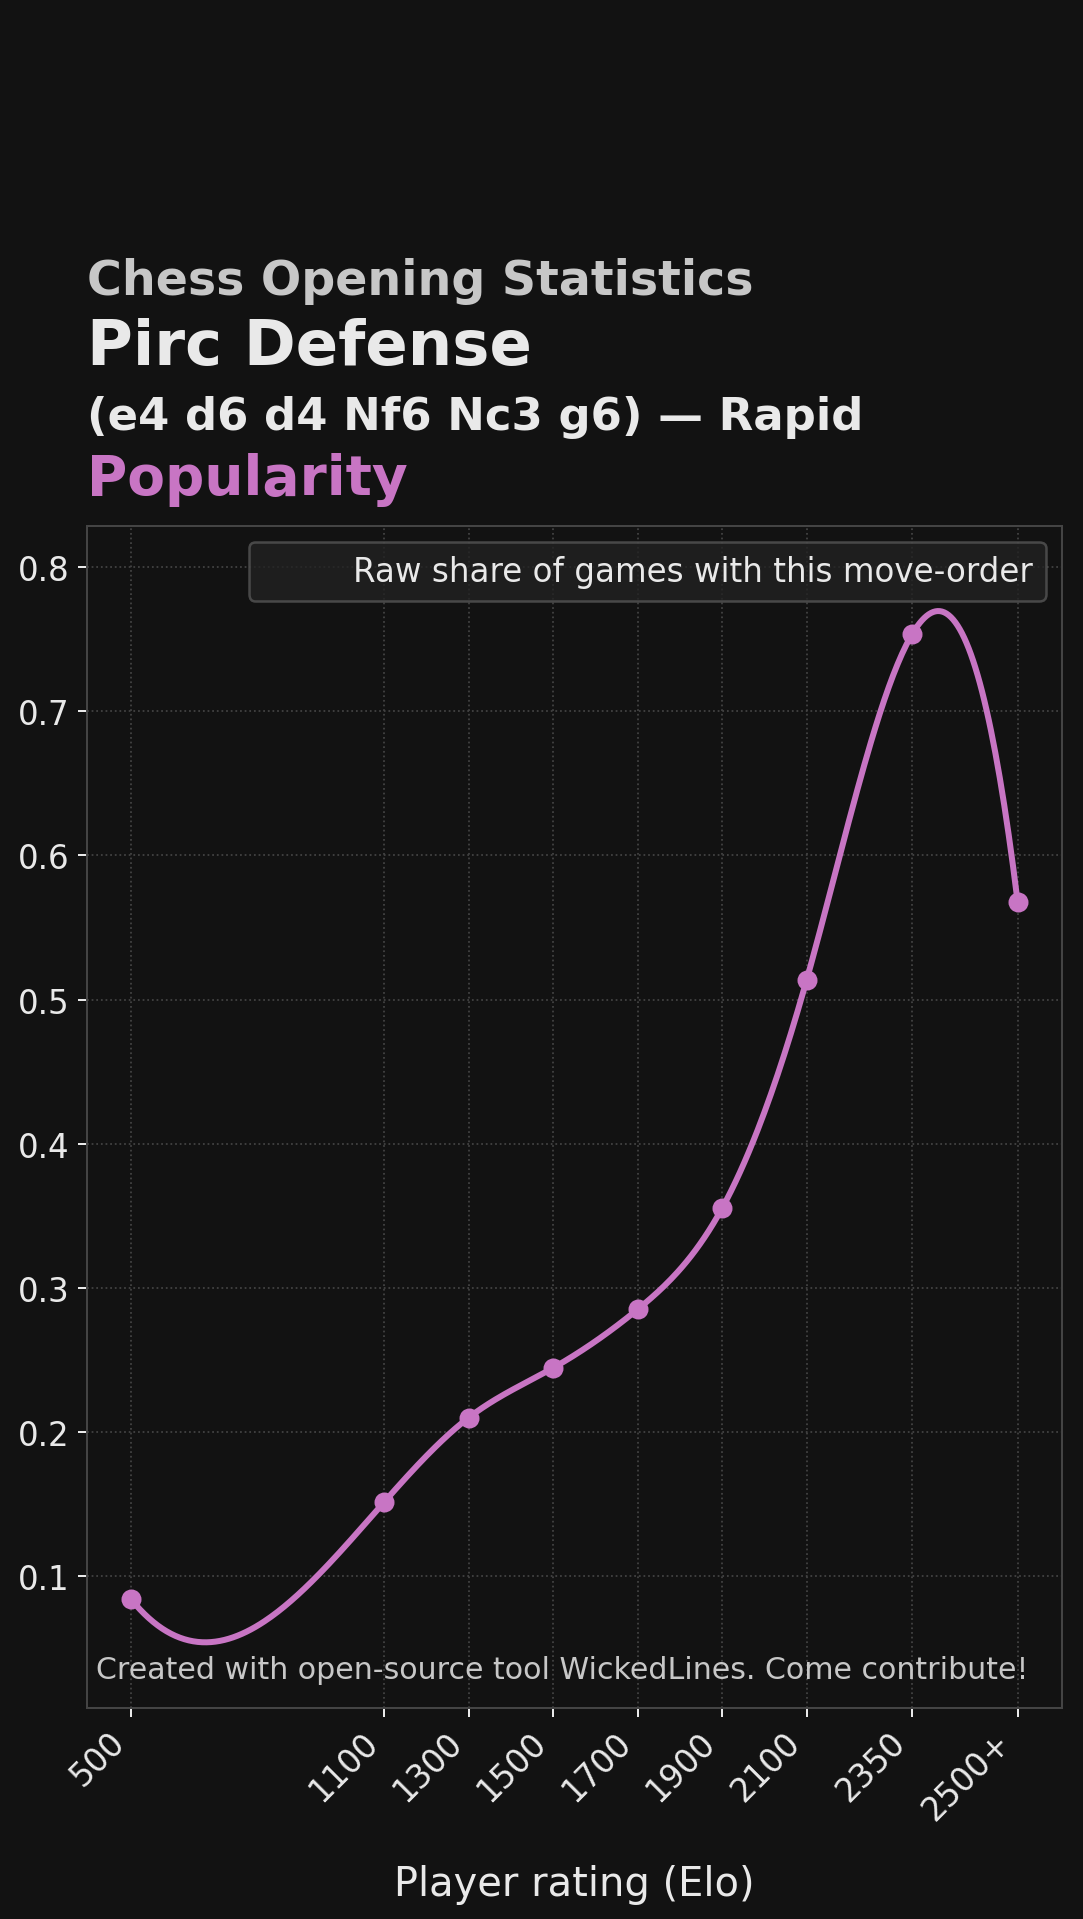 Chess Opening Statistics
Pirc Defense
(e4 d6 d4 Nf6 Nc3 g6) — Rapid
Popularity
Raw share of games with this move-order
0.8
0.7
0.6
0.5
0.4
0.3
0.2
0.1
Created with open-source tool WickedLines. Come contribute!
500 1100 1300 1500 1700 1900 2100 2350 2500+
Player rating (Elo)